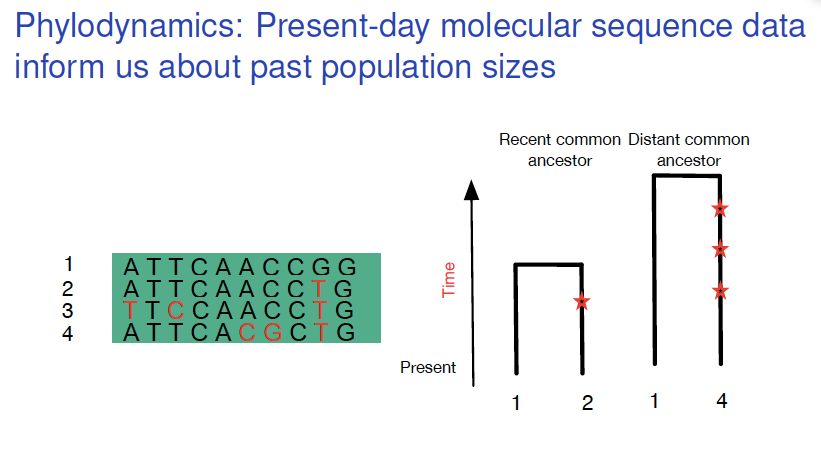 Phylodynamics: Present-day molecular sequence data
inform us about past population sizes
Recent common ancestor
Distant common ancestor
1 ATTCAACCGG
2 ATTCAACCTG
3 TTCCAACCTG
4 ATTCACGCTG
Time
Present
1 2 1 4